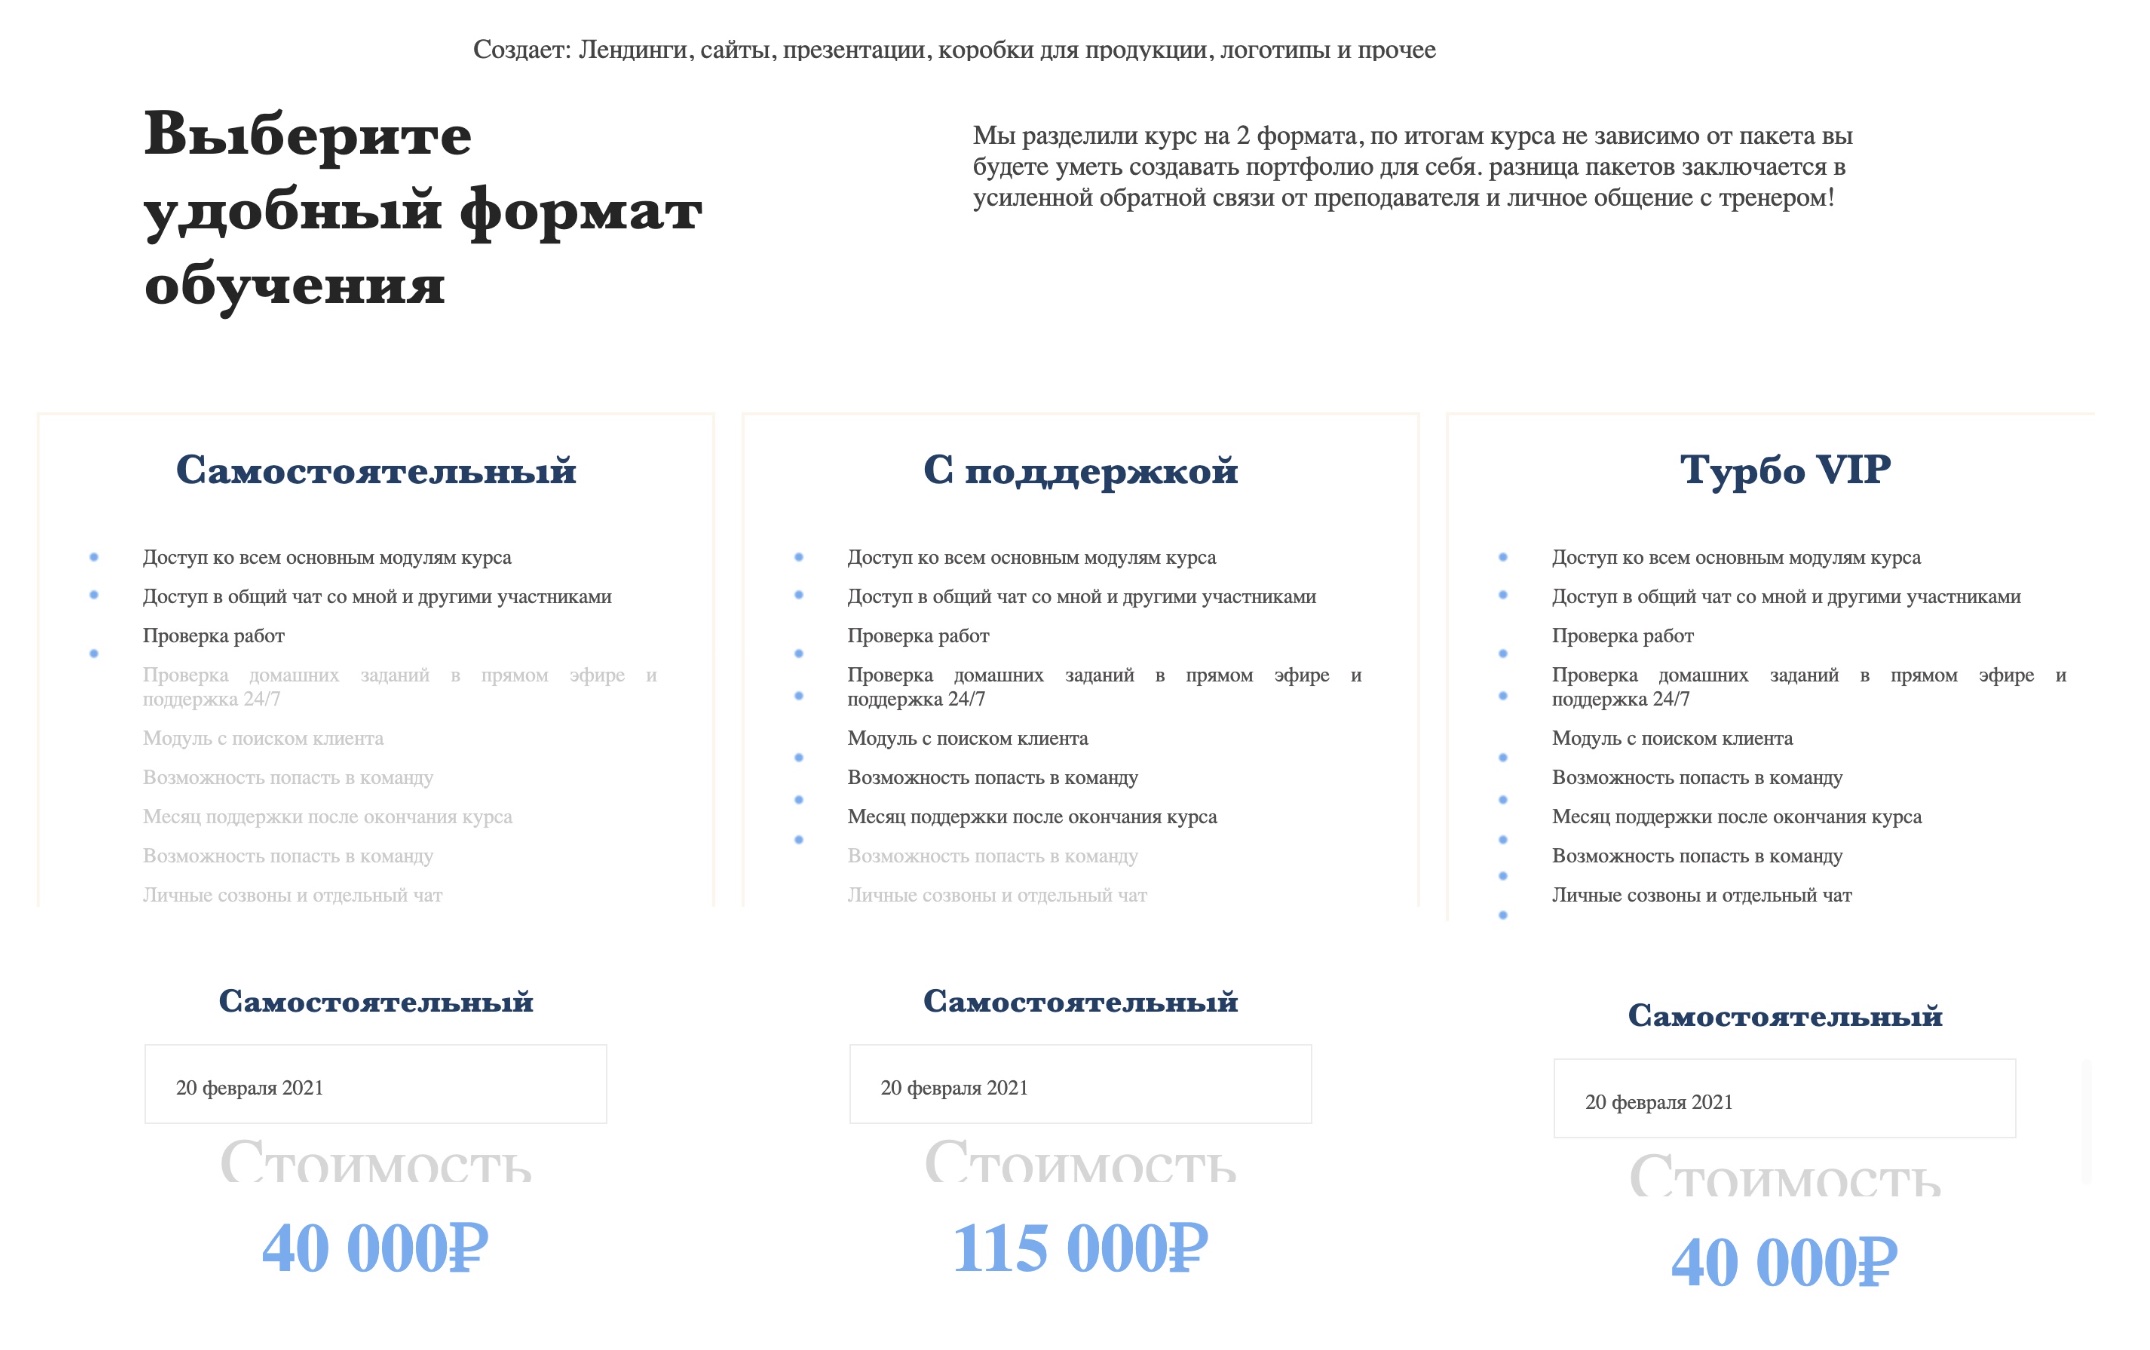 Создает: Лендинги, сайты, презентации, коробки для продукции, логотипы и прочее
Выберите
удобный формат
обучения
Мы разделили курс на 2 формата, по итогам курса не зависимо от пакета вы
будете уметь создавать портфолио для себя. разница пакетов заключается в
усиленной обратной связи от преподавателя и личное общение с тренером!
Самостоятельный
Доступ ко всем основным модулям курса
Доступ в общий чат со мной и другими участниками
Проверка работ
Проверка домашних заданий в прямом эфире и
поддержка 24/7
Модуль с поиском клиента
Возможность попасть в команду
Месяц поддержки после окончания курса
Возможность попасть в команду
Личные созвоны и отдельный чат
Самостоятельный
20 февраля 2021
Стоимость
40 000₽
С поддержкой
Доступ ко всем основным модулям курса
Доступ в общий чат со мной и другими участниками
Проверка работ
Проверка домашних заданий в прямом эфире и
поддержка 24/7
Модуль с поиском клиента
Возможность попасть в команду
Месяц поддержки после окончания курса
Возможность попасть в команду
Личные созвоны и отдельный чат
Самостоятельный
20 февраля 2021
Стоимость
115 000₽
Турбо VIP
Доступ ко всем основным модулям курса
Доступ в общий чат со мной и другими участниками
Проверка работ
Проверка домашних заданий в прямом эфире и
поддержка 24/7
Модуль с поиском клиента
Возможность попасть в команду
Месяц поддержки после окончания курса
Возможность попасть в команду
Личные созвоны и отдельный чат
Самостоятельный
20 февраля 2021
Стоимость
40 000₽